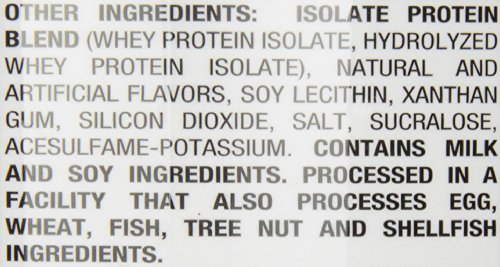 OTHER INGREDIENTS: ISOLATE PROTEIN
BLEND (WHEY PROTEIN ISOLATE, HYDROLYZED
WHEY PROTEIN ISOLATE), NATURAL AND
ARTIFICIAL FLAVORS, SOY LECITHIN, XANTHAN
GUM, SILICON DIOXIDE, SALT, SUCRALOSE,
ACESULFAME-POTASSIUM. CONTAINS MILK
AND SOY INGREDIENTS. PROCESSED IN A
FACILITY THAT ALSO PROCESSES EGG,
WHEAT, FISH, TREE NUT AND SHELLFISH
INGREDIENTS.